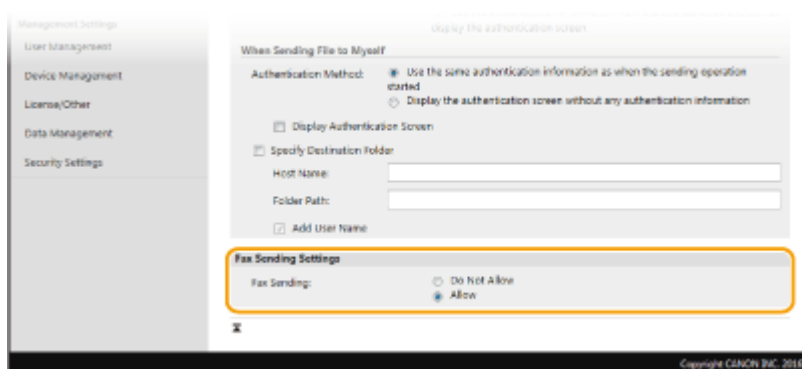 Management Settings
display the authentication screen
User Management
When Sending File to Myself
Device Management
Authentication Method:
Use the same authentication information as when the sending operation
started
License/Other
Display the authentication screen without any authentication information
Data Management
Display Authentication Screen
Specify Destination Folder
Security Settings
Host Name:
Folder Path:
Add User Name
Fax Sending Settings
Fax Sending:
Do Not Allow
Allow
Copyright CANON INC. 2016